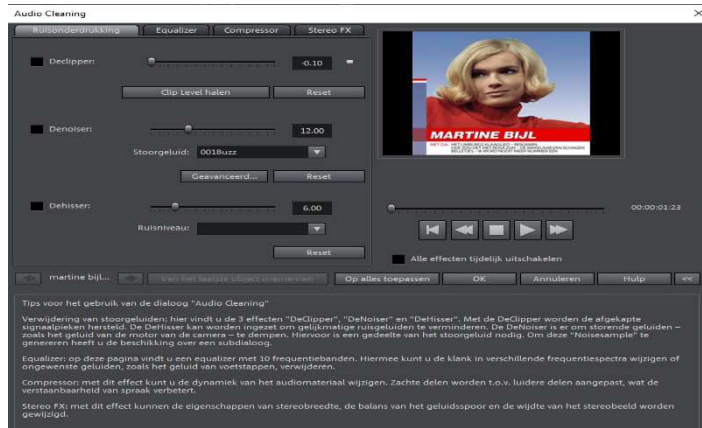 Audio Cleaning
Ruisonderdrukking
Equalizer
Compressor
Stereo FX
Declipper:
-0.10
Clip Level halen
Reset
Denoiser:
12.00
Stoorgeluid:
001Buzz
Geavanceerd...
Reset
Dehisser:
6.00
Ruisniveau:
Reset
MARTINE BIJL
00:00:01:23
Alle effecten tijdelijk uitschakelen
martine bijl...
Van het laatste object overnemen
Op alles toepassen
OK
Annuleren
Hulp
<<
Tips voor het gebruik van de dialoog "Audio Cleaning"
Verwijdering van stoorgeluiden: hier vindt u de 3 effecten "DeClipper", "DeNoiser" en "DeHisser". Met de DeClipper worden de afgekapte
signaalpieken hersteld. De DeHisser kan worden ingezet om gelijkmatige ruisgeluiden te verminderen. De DeNoiser is er om storende geluiden –
zoals het geluid van de motor van de camera – te dempen. Hiervoor is een gedeelte van het stoorgeluid nodig. Om deze "Noisesample" te
genereren heeft u de beschikking over een subdialoog.
Equalizer: op deze pagina vindt u een equalizer met 10 frequentiebanden. Hiermee kunt u de klank in verschillende frequentiespectra wijzigen of
ongewenste geluiden, zoals het geluid van voetstappen, verwijderen.
Compressor: met dit effect kunt u de dynamiek van het audiomateriaal wijzigen. Zachte delen worden t.o.v. luidere delen aangepast, wat de
verstaanbaarheid van spraak verbetert.
Stereo FX: met dit effect kunnen de eigenschappen van stereobreedte, de balans van het geluidsspoor en de wijdte van het stereobeeld worden
gewijzigd.